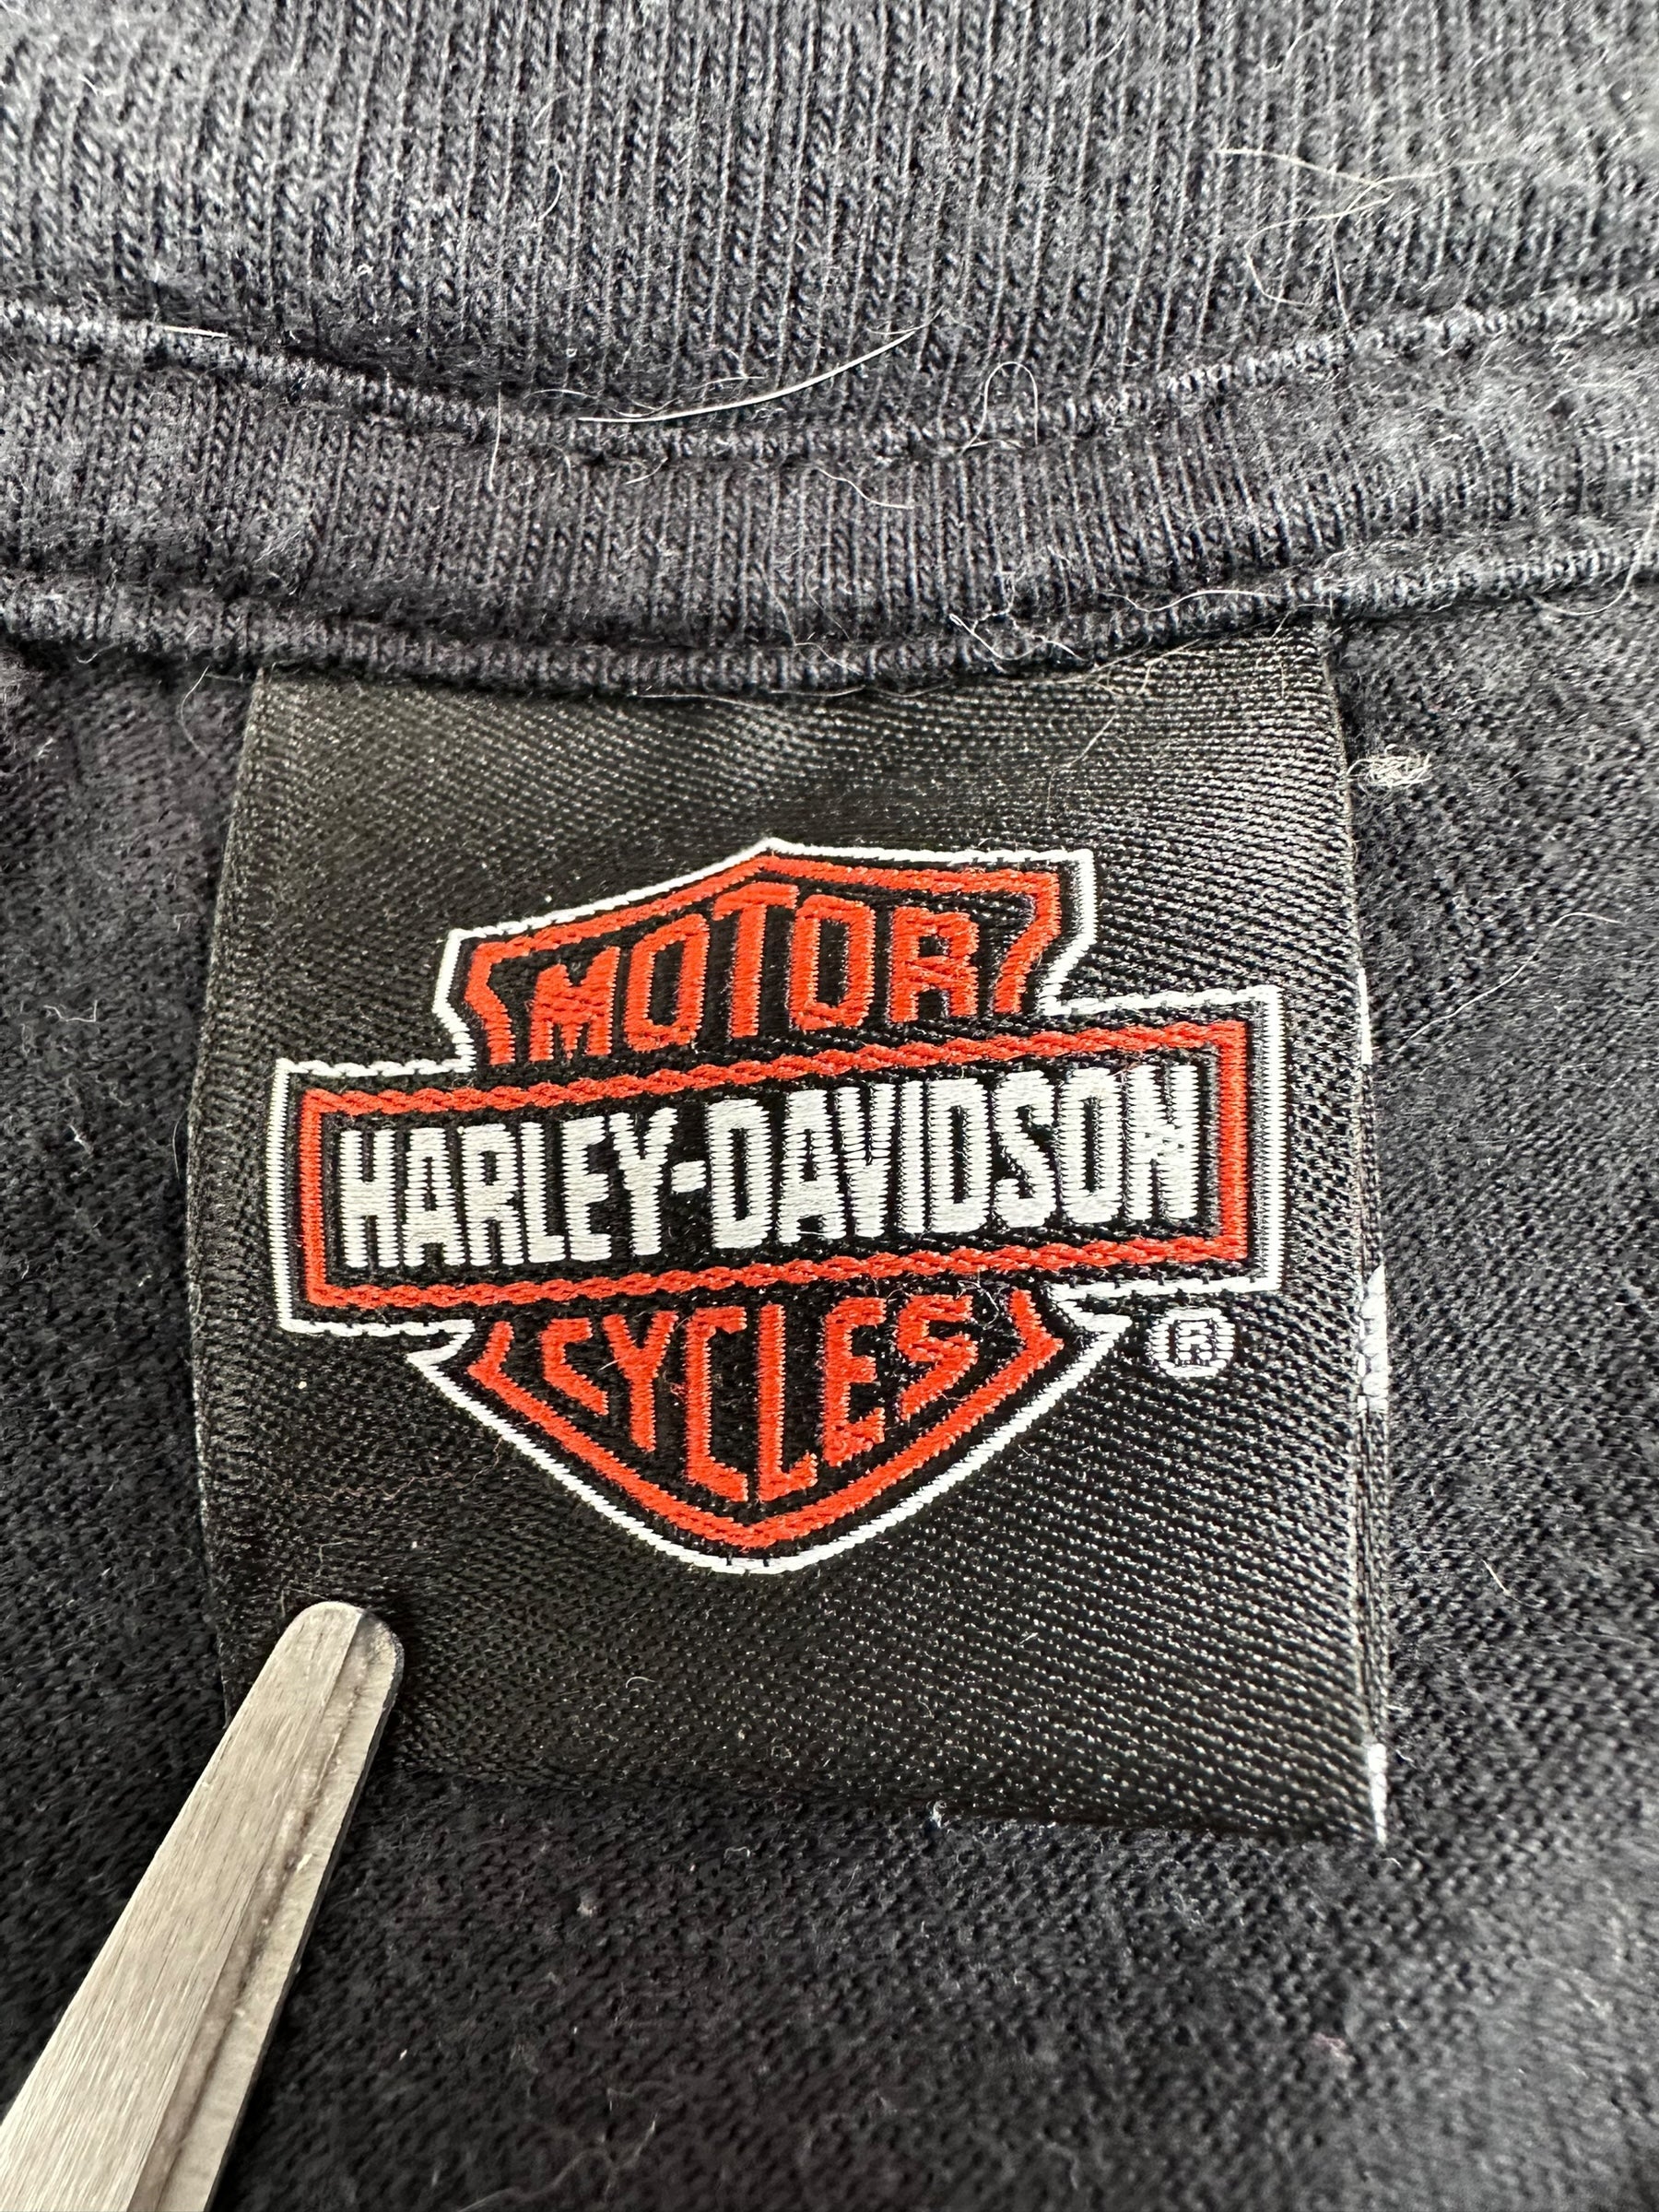 MOTOR
HARLEY-DAVIDSON
CYCLES
®